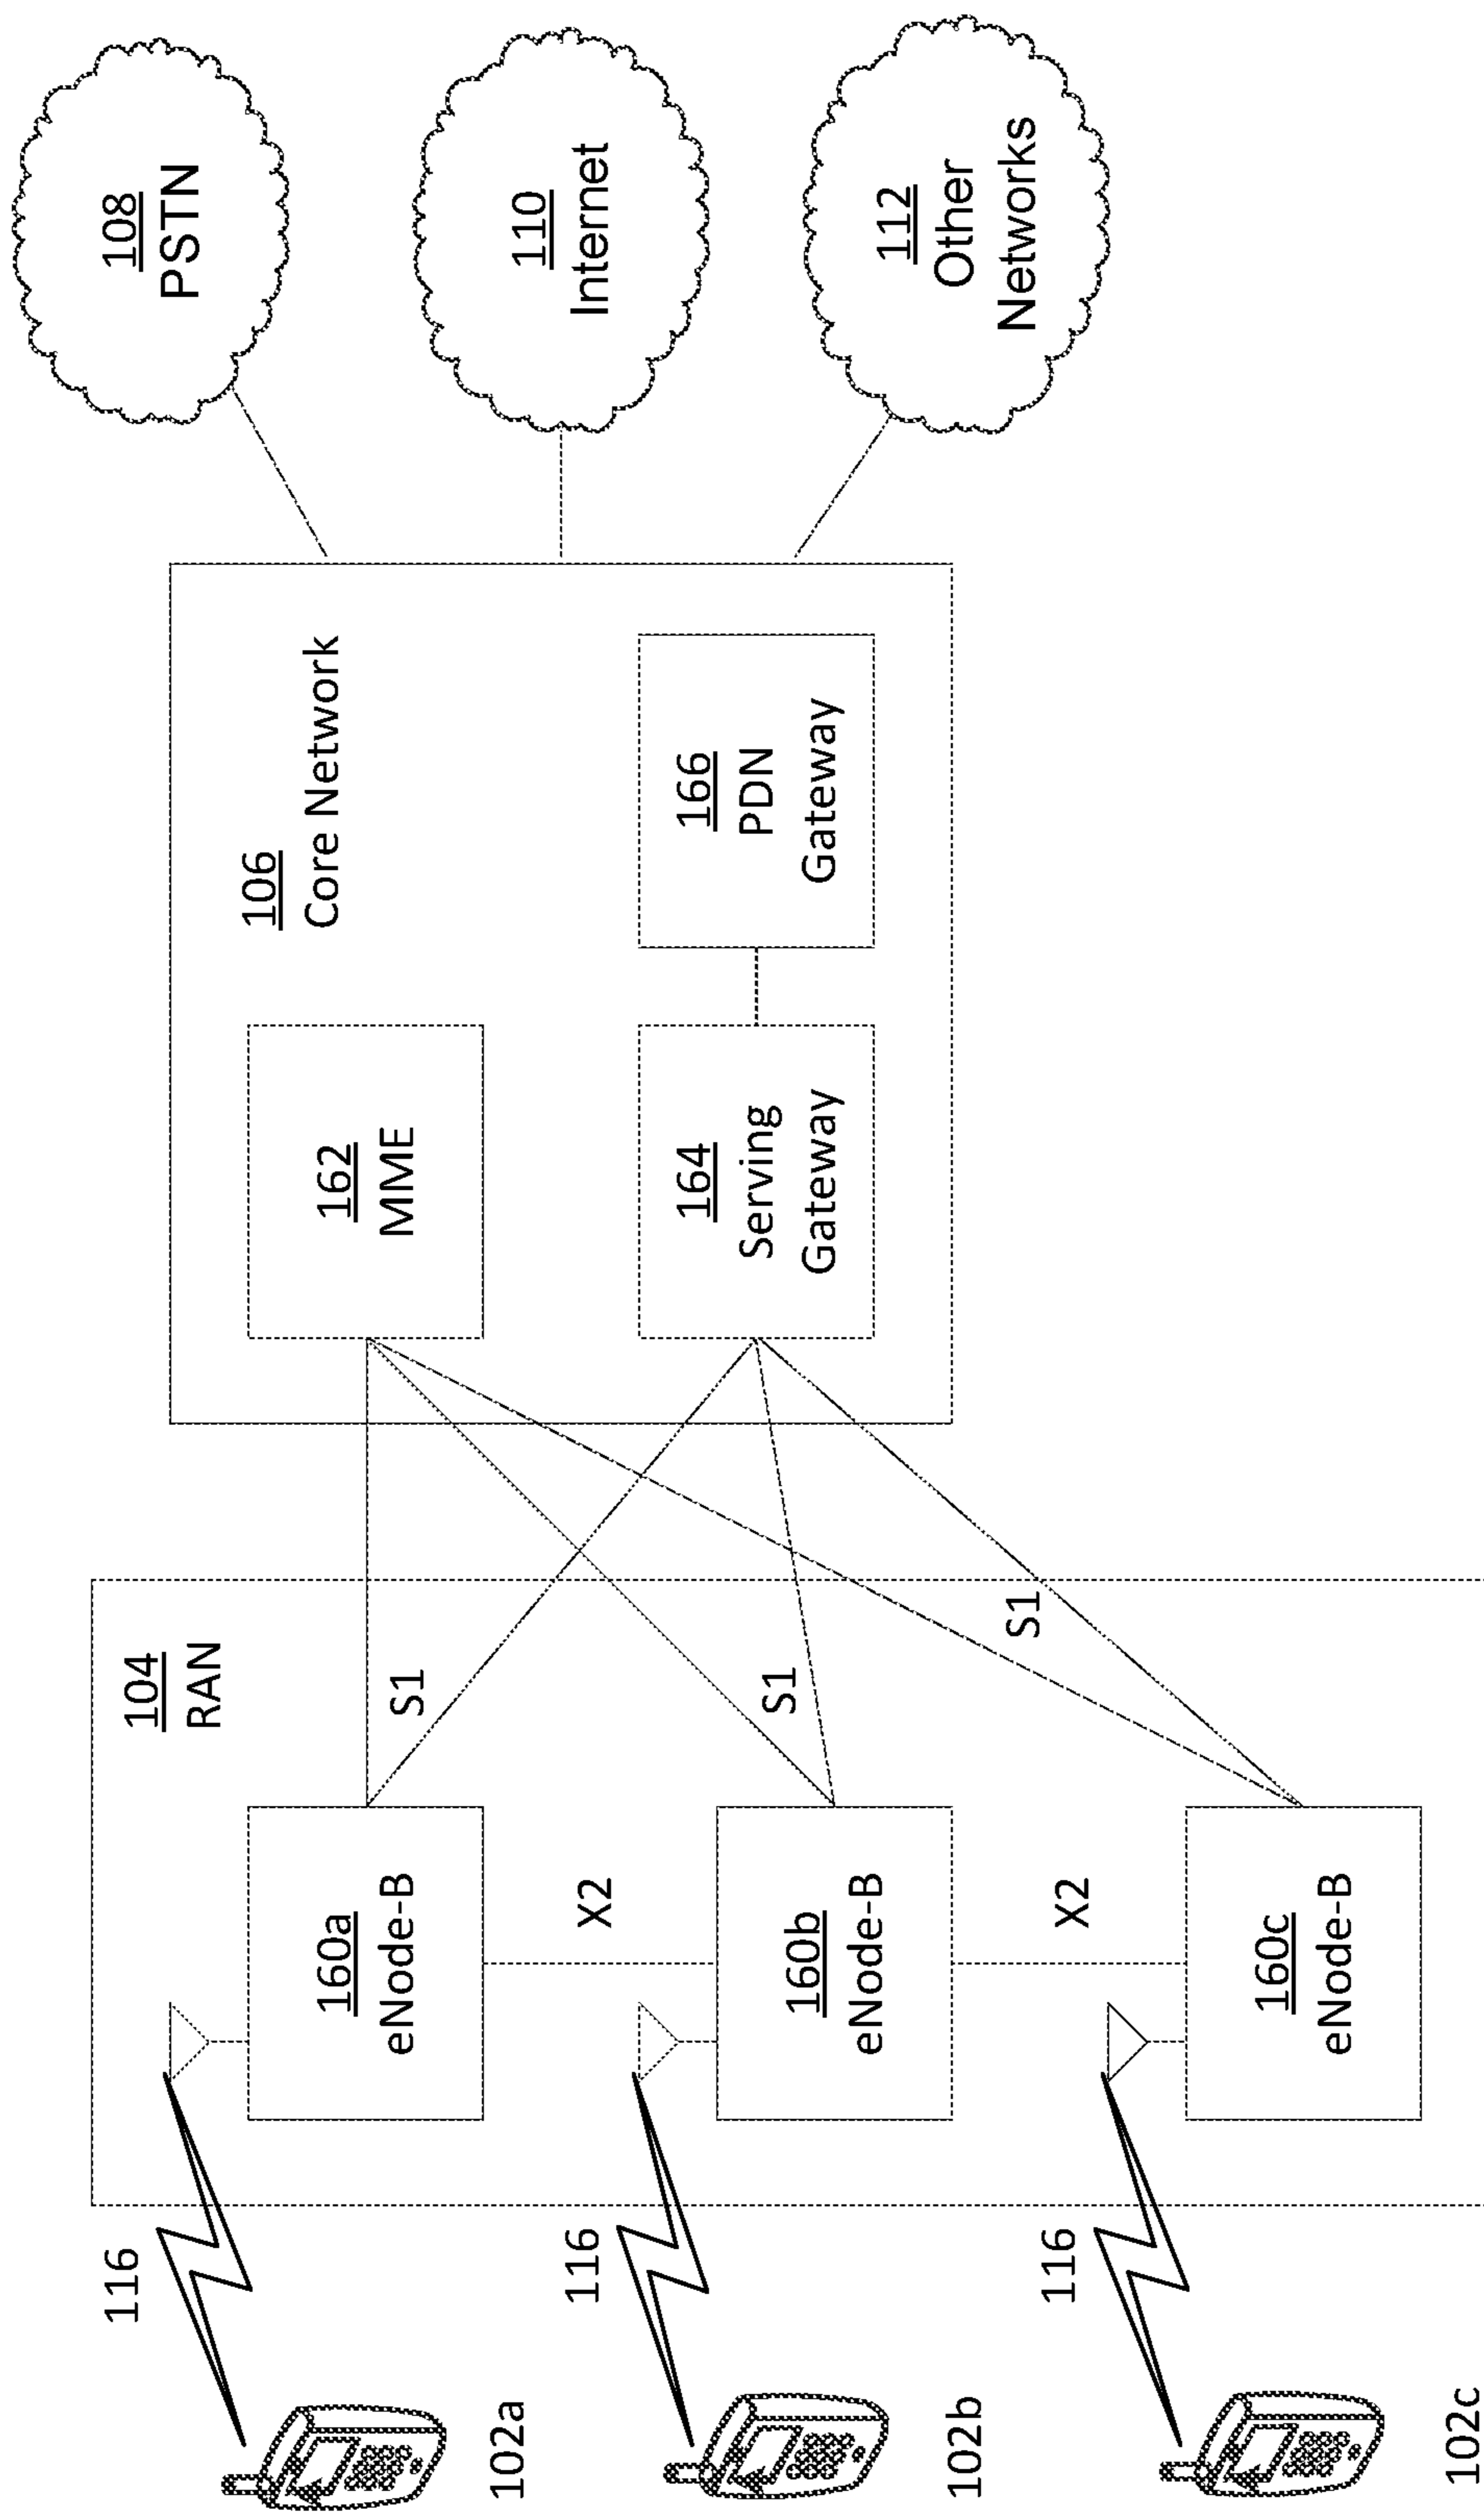 116
102a
104
RAN
160a
eNode-B
S1
X2
116
102b
160b
eNode-B
S1
X2
116
102c
160c
eNode-B
S1
106
Core Network
162
MME
164
Serving
Gateway
166
PDN
Gateway
108
PSTN
110
Internet
112
Other
Networks